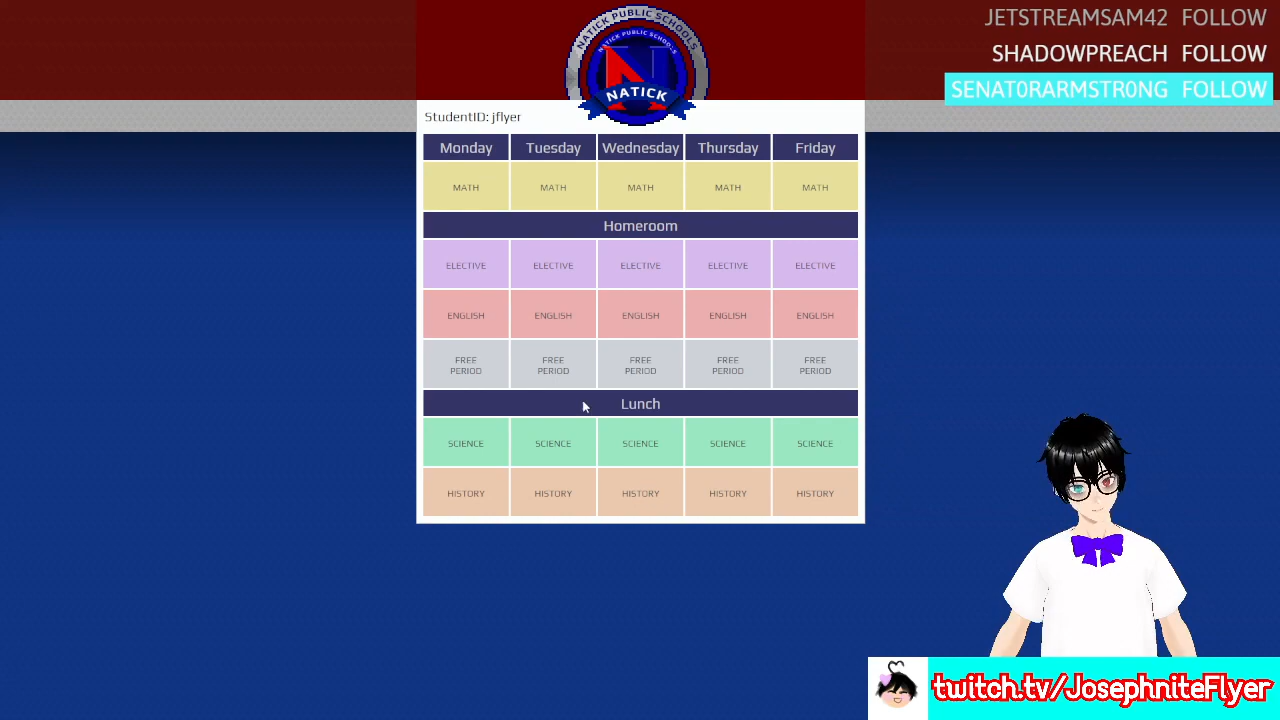 NATICK PUBLIC SCHOOLS
NATICK PUBLIC SCHOOLS
N
NATICK
JETSTREAMSAM42 FOLLOW
SHADOWPREACH FOLLOW
SENAT0RARMSTR0NG FOLLOW
StudentID: jflyer
Monday Tuesday Wednesday Thursday Friday
MATH MATH MATH MATH MATH
Homeroom
ELECTIVE ELECTIVE ELECTIVE ELECTIVE ELECTIVE
ENGLISH ENGLISH ENGLISH ENGLISH ENGLISH
FREE FREE FREE FREE FREE
PERIOD PERIOD PERIOD PERIOD PERIOD
Lunch
SCIENCE SCIENCE SCIENCE SCIENCE SCIENCE
HISTORY HISTORY HISTORY HISTORY HISTORY
twitch.tv/JosephniteFlyer